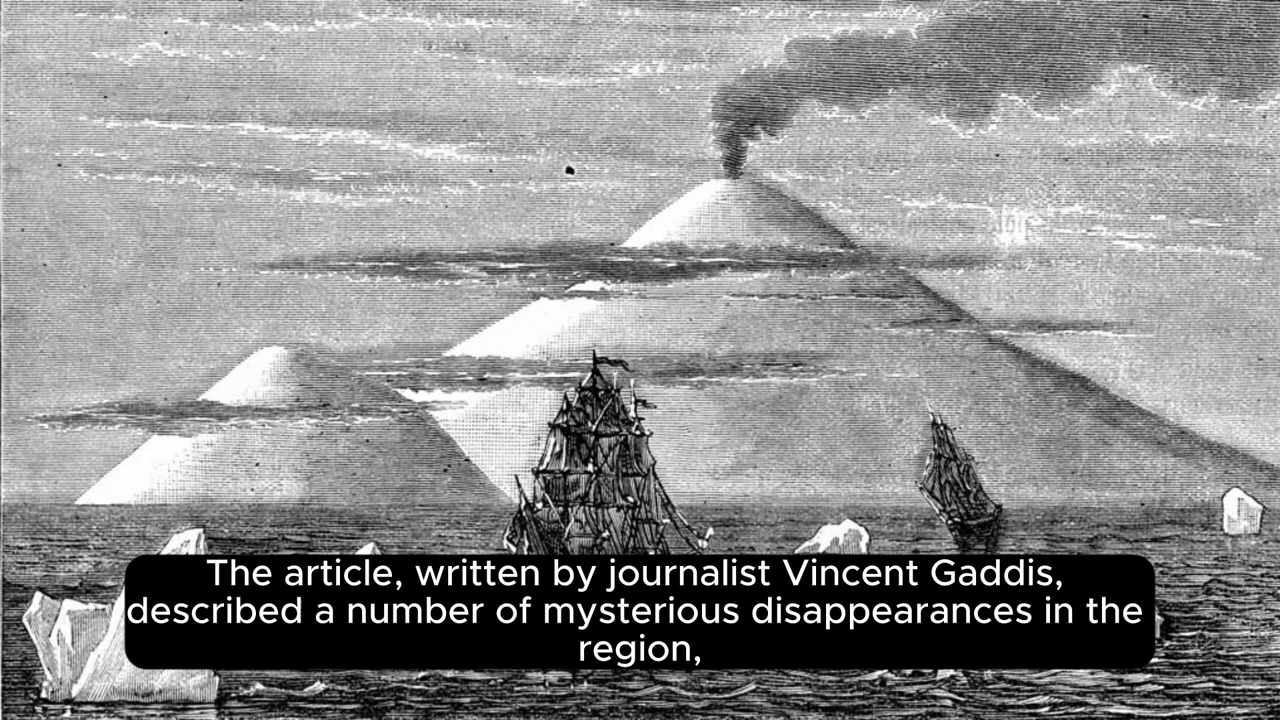 The article, written by journalist Vincent Gaddis,
described a number of mysterious disappearances in the
region,